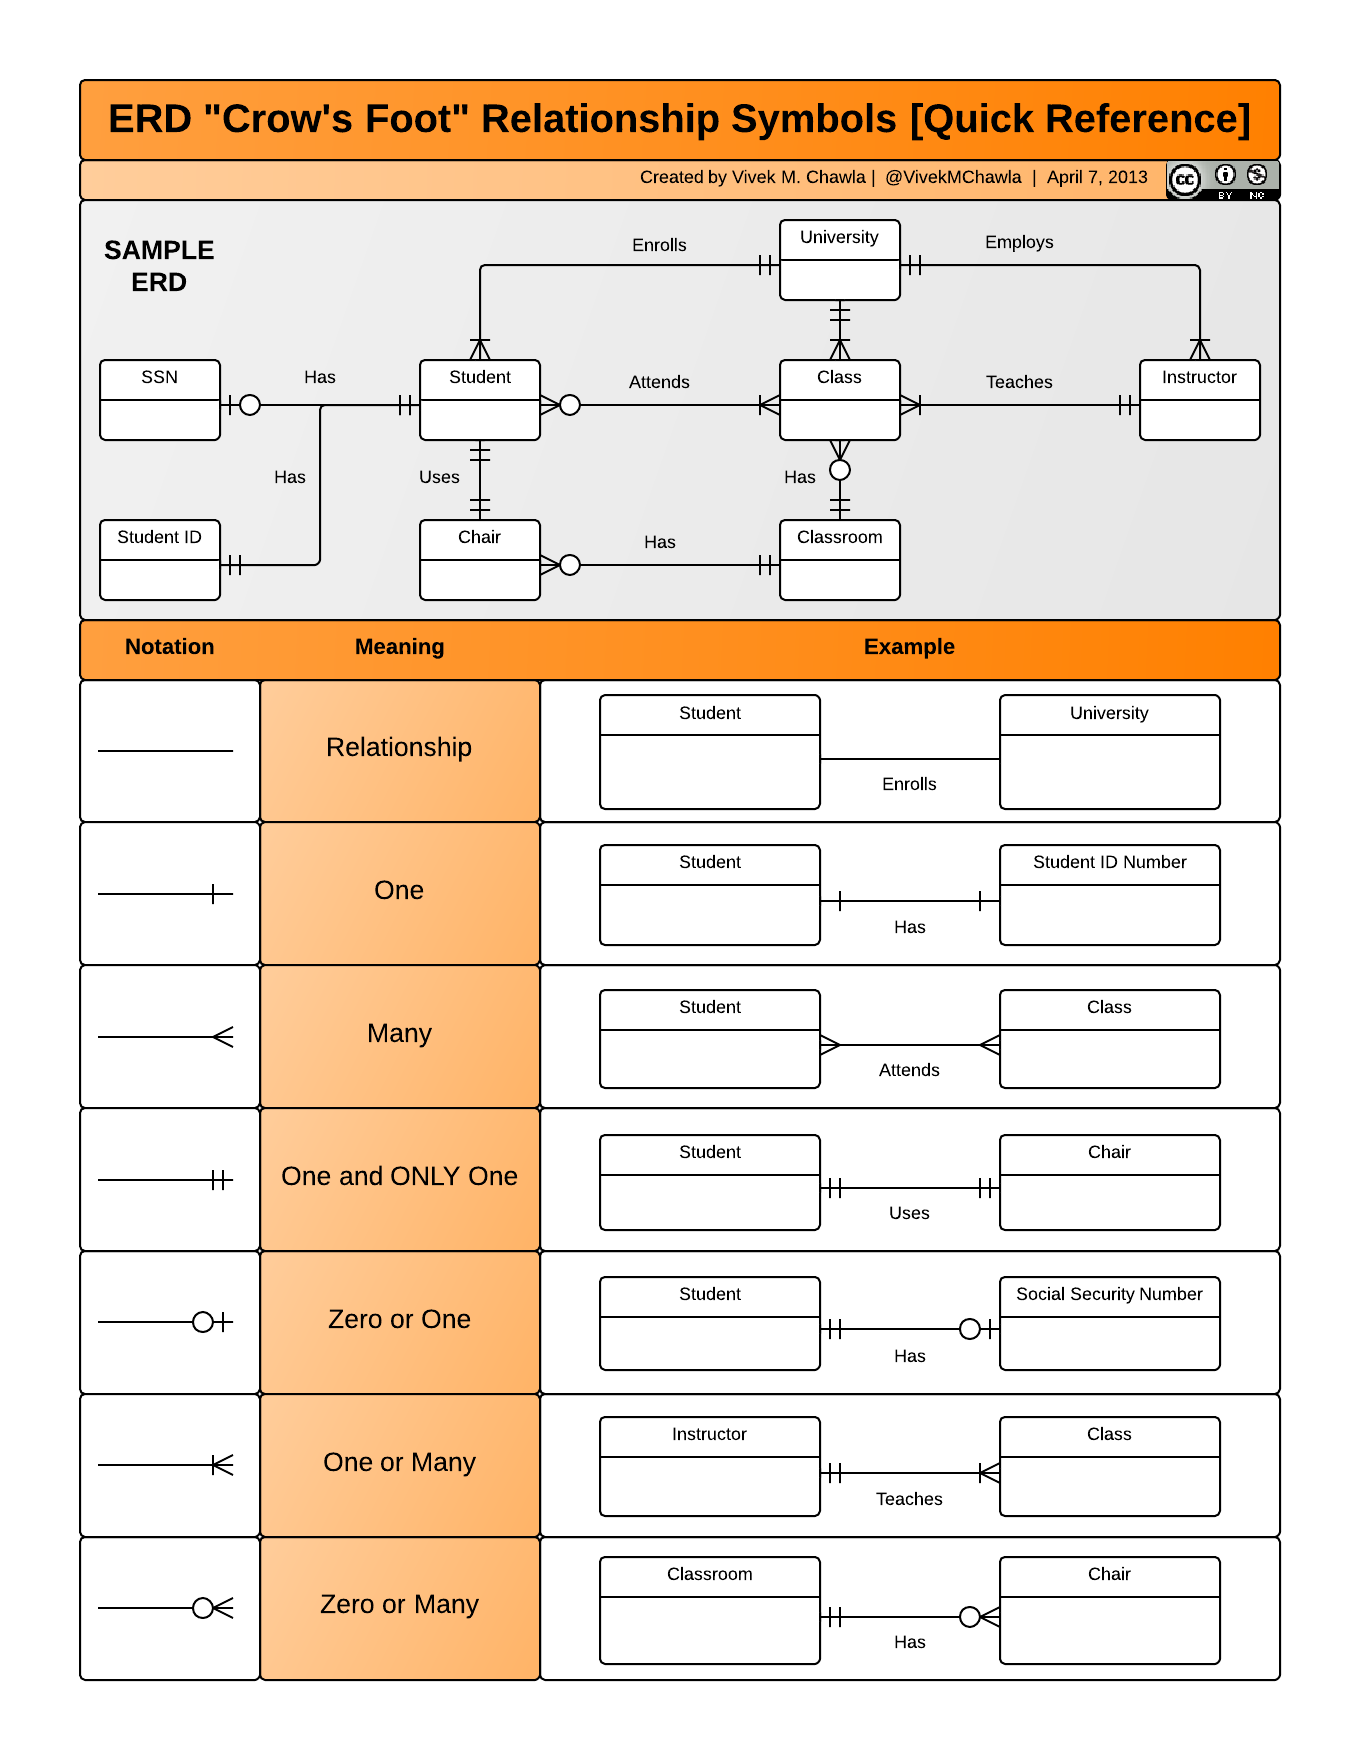 ERD "Crow's Foot" Relationship Symbols [Quick Reference]
Created by Vivek M. Chawla | @VivekMChawla | April 7, 2013
cc
BY NC
SAMPLE
ERD
Enrolls
University
Employs
SSN
Has
Student
Attends
Class
Teaches
Instructor
Has
Uses
Has
Student ID
Chair
Has
Classroom
Notation Meaning Example
Relationship
Student
University
Enrolls
One
Student
Student ID Number
Has
Many
Student
Class
Attends
One and ONLY One
Student
Chair
Uses
Zero or One
Student
Social Security Number
Has
One or Many
Instructor
Class
Teaches
Zero or Many
Classroom
Chair
Has